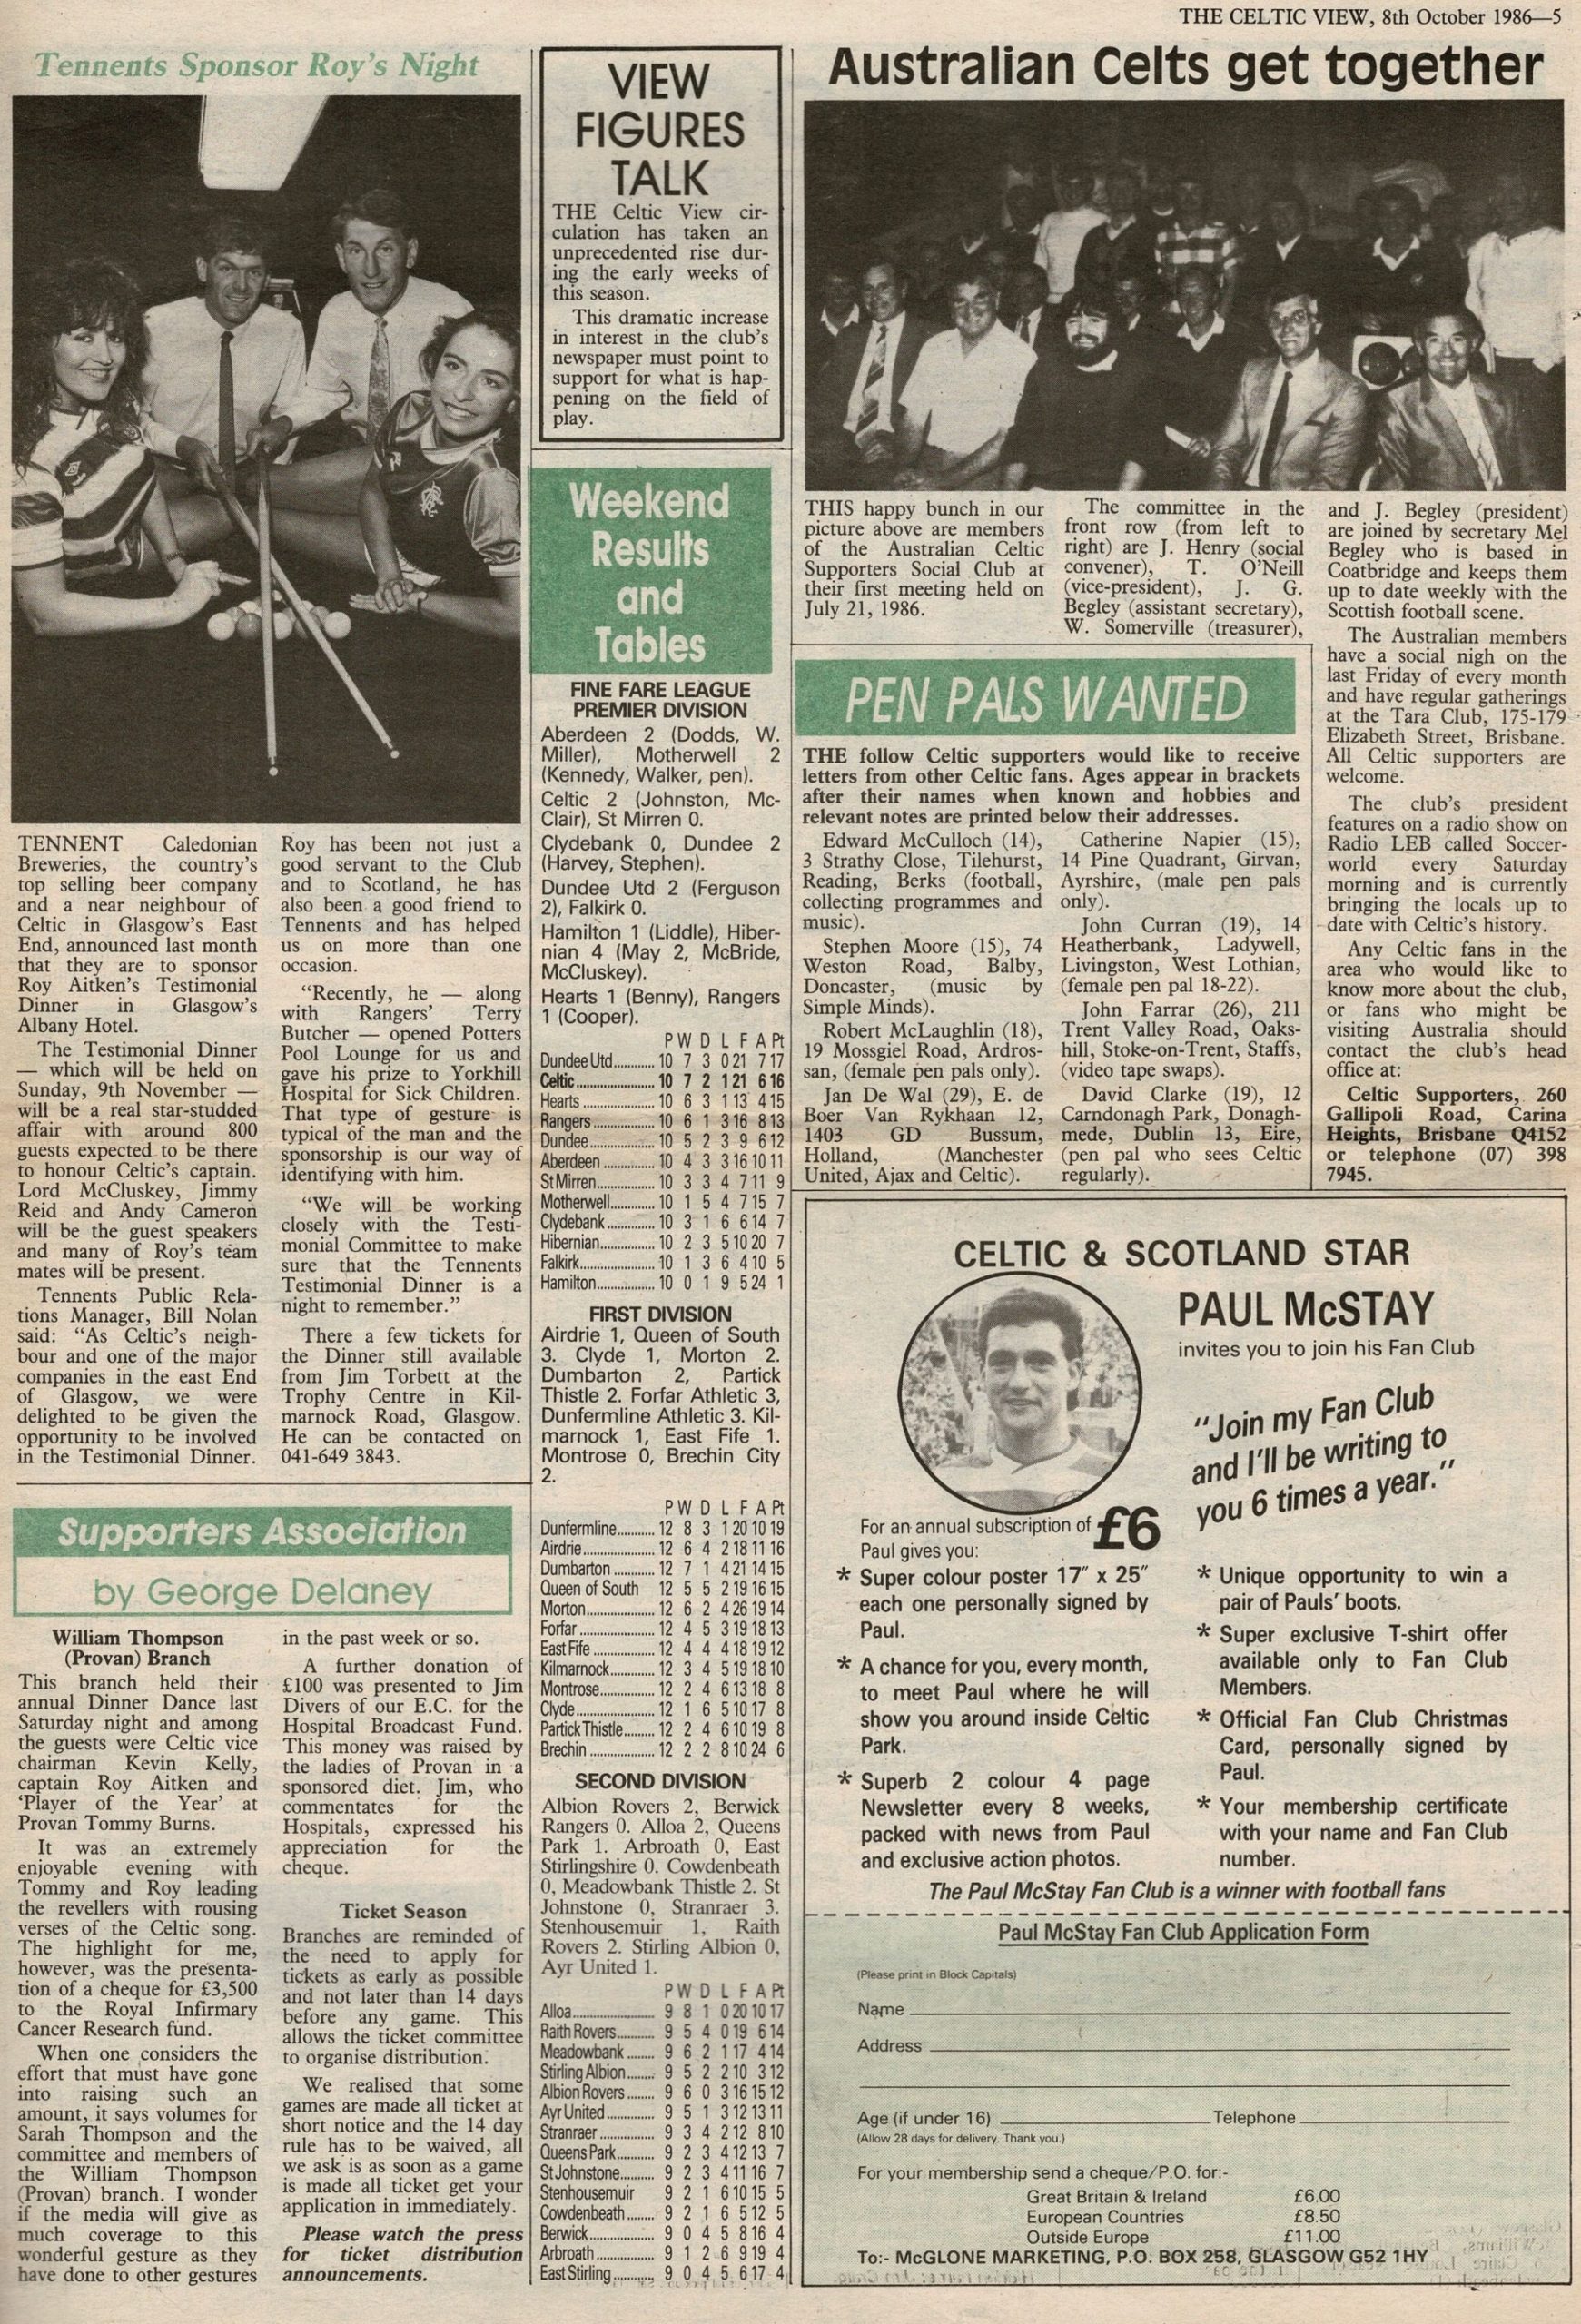 THE CELTIC VIEW, 8th October 1986—5
Tennents Sponsor Roy's Night
TENNENT Caledonian
Breweries, the country's
top selling beer company
and a near neighbour of
Celtic in Glasgow's East
End, announced last month
that they are to sponsor
Roy Aitken's Testimonial
Dinner in Glasgow's
Albany Hotel.
The Testimonial Dinner
— which will be held on
Sunday, 9th November —
will be a real star-studded
affair with around 800
guests expected to be there
to honour Celtic's captain.
Lord McCluskey, Jimmy
Reid and Andy Cameron
will be the guest speakers
and many of Roy's team
mates will be present.
Tennents Public Rela-
tions Manager, Bill Nolan
said: "As Celtic's neigh-
bour and one of the major
companies in the east End
of Glasgow, we were
delighted to be given the
opportunity to be involved
in the Testimonial Dinner.
Roy has been not just a
good servant to the Club
and to Scotland, he has
also been a good friend to
Tennents and has helped
us on more than one
occasion.
"Recently, he — along
with Rangers' Terry
Butcher — opened Potters
Pool Lounge for us and
gave his prize to Yorkhill
Hospital for Sick Children.
That type of gesture is
typical of the man and the
sponsorship is our way of
identifying with him.
"We will be working
closely with the Testi-
monial Committee to make
sure that the Tennents
Testimonial Dinner is a
night to remember."
There a few tickets for
the Dinner still available
from Jim Torbett at the
Trophy Centre in Kil-
marnock Road, Glasgow.
He can be contacted on
041-649 3843.
Supporters Association
by George Delaney
William Thompson
(Provan) Branch
This branch held their
annual Dinner Dance last
Saturday night and among
the guests were Celtic vice
chairman Kevin Kelly,
captain Roy Aitken and
'Player of the Year' at
Provan Tommy Burns.
It was an extremely
enjoyable evening with
Tommy and Roy leading
the revellers with rousing
verses of the Celtic song.
The highlight for me,
however, was the presenta-
tion of a cheque for £3,500
to the Royal Infirmary
Cancer Research fund.
When one considers the
effort that must have gone
into raising such an
amount, it says volumes for
Sarah Thompson and the
committee and members of
the William Thompson
(Provan) branch. I wonder
if the media will give as
much coverage to this
wonderful gesture as they
have done to other gestures
in the past week or so.
A further donation of
£100 was presented to Jim
Divers of our E.C. for the
Hospital Broadcast Fund.
This money was raised by
the ladies of Provan in a
sponsored diet. Jim, who
commentates for the
Hospitals, expressed his
appreciation for the
cheque.
Ticket Season
Branches are reminded of
the need to apply for
tickets as early as possible
and not later than 14 days
before any game. This
allows the ticket committee
to organise distribution.
We realised that some
games are made all ticket at
short notice and the 14 day
rule has to be waived, all
we ask is as soon as a game
is made all ticket get your
application in immediately.
Please watch the press
for ticket distribution
announcements.
VIEW
FIGURES
TALK
THE Celtic View cir-
culation has taken an
unprecedented rise dur-
ing the early weeks of
this season.
This dramatic increase
in interest in the club's
newspaper must point to
support for what is hap-
pening on the field of
play.
Weekend
Results
and
Tables
FINE FARE LEAGUE
PREMIER DIVISION
Aberdeen 2 (Dodds, W.
Miller), Motherwell 2
(Kennedy, Walker, pen).
Celtic 2 (Johnston, Mc-
Clair), St Mirren 0.
Clydebank 0, Dundee 2
(Harvey, Stephen).
Dundee Utd 2 (Ferguson
2), Falkirk 0.
Hamilton 1 (Liddle), Hiber-
nian 4 (May 2, McBride,
McCluskey).
Hearts 1 (Benny), Rangers
1 (Cooper).
P W D L F A Pt
Dundee Utd........... 10 7 3 0 21 7 17
Celtic..................... 10 7 2 1 21 6 16
Hearts ................... 10 6 3 1 13 4 15
Rangers ................ 10 6 1 3 16 8 13
Dundee................. 10 5 2 3 9 6 12
Aberdeen ............. 10 4 3 3 16 10 11
St Mirren............... 10 3 3 4 7 11 9
Motherwell........... 10 1 5 4 7 15 7
Clydebank ............ 10 3 1 6 6 14 7
Hibernian.............. 10 2 3 5 10 20 7
Falkirk................... 10 1 3 6 4 10 5
Hamilton............... 10 0 1 9 5 24 1
FIRST DIVISION
Airdrie 1, Queen of South
3. Clyde 1, Morton 2.
Dumbarton 2, Partick
Thistle 2. Forfar Athletic 3,
Dunfermline Athletic 3. Kil-
marnock 1, East Fife 1.
Montrose 0, Brechin City
2.
P W D L F A Pt
Dunfermline.......... 12 8 3 1 20 10 19
Airdrie................... 12 6 4 2 18 11 16
Dumbarton ........... 12 7 1 4 21 14 15
Queen of South 12 5 5 2 19 16 15
Morton.................. 12 6 2 4 26 19 14
Forfar .................... 12 4 5 3 19 18 13
East Fife ................ 12 4 4 4 18 19 12
Kilmarnock............ 12 3 4 5 19 18 10
Montrose............... 12 2 4 6 13 18 8
Clyde..................... 12 1 6 5 10 17 8
Partick Thistle........ 12 2 4 6 10 19 8
Brechin ................. 12 2 2 8 10 24 6
SECOND DIVISION
Albion Rovers 2, Berwick
Rangers 0. Alloa 2, Queens
Park 1. Arbroath 0, East
Stirlingshire 0. Cowdenbeath
0, Meadowbank Thistle 2. St
Johnstone 0, Stranraer 3.
Stenhousemuir 1, Raith
Rovers 2. Stirling Albion 0,
Ayr United 1.
P W D L F A Pt
Alloa...................... 9 8 1 0 20 10 17
Raith Rovers.......... 9 5 4 0 19 6 14
Meadowbank ........ 9 6 2 1 17 4 14
Stirling Albion........ 9 5 2 2 10 3 12
Albion Rovers........ 9 6 0 3 16 15 12
Ayr United............. 9 5 1 3 12 13 11
Stranraer............... 9 3 4 2 12 8 10
Queens Park.......... 9 2 3 4 12 13 7
St Johnstone......... 9 2 3 4 11 16 7
Stenhousemuir 9 2 1 6 10 15 5
Cowdenbeath........ 9 2 1 6 5 12 5
Berwick................. 9 0 4 5 8 16 4
Arbroath............... 9 1 2 6 9 19 4
East Stirling........... 9 0 4 5 6 17 4
Australian Celts get together
THIS happy bunch in our
picture above are members
of the Australian Celtic
Supporters Social Club at
their first meeting held on
July 21, 1986.
The committee in the
front row (from left to
right) are J. Henry (social
convener), T. O'Neill
(vice-president), J. G.
Begley (assistant secretary),
W. Somerville (treasurer),
and J. Begley (president)
are joined by secretary Mel
Begley who is based in
Coatbridge and keeps them
up to date weekly with the
Scottish football scene.
The Australian members
have a social nigh on the
last Friday of every month
and have regular gatherings
at the Tara Club, 175-179
Elizabeth Street, Brisbane.
All Celtic supporters are
welcome.
The club's president
features on a radio show on
Radio LEB called Soccer-
world every Saturday
morning and is currently
bringing the locals up to
date with Celtic's history.
Any Celtic fans in the
area who would like to
know more about the club,
or fans who might be
visiting Australia should
contact the club's head
office at:
Celtic Supporters, 260
Gallipoli Road, Carina
Heights, Brisbane Q4152
or telephone (07) 398
7945.
PEN PALS WANTED
THE follow Celtic supporters would like to receive
letters from other Celtic fans. Ages appear in brackets
after their names when known and hobbies and
relevant notes are printed below their addresses.
Edward McCulloch (14),
3 Strathy Close, Tilehurst,
Reading, Berks (football,
collecting programmes and
music).
Stephen Moore (15), 74
Weston Road, Balby,
Doncaster, (music by
Simple Minds).
Robert McLaughlin (18),
19 Mossgiel Road, Ardros-
san, (female pen pals only).
Jan De Wal (29), E. de
Boer Van Rykhaan 12,
1403 GD Bussum,
Holland, (Manchester
United, Ajax and Celtic).
Catherine Napier (15),
14 Pine Quadrant, Girvan,
Ayrshire, (male pen pals
only).
John Curran (19), 14
Heatherbank, Ladywell,
Livingston, West Lothian,
(female pen pal 18-22).
John Farrar (26), 211
Trent Valley Road, Oaks-
hill, Stoke-on-Trent, Staffs,
(video tape swaps).
David Clarke (19), 12
Carndonagh Park, Donagh-
mede, Dublin 13, Eire,
(pen pal who sees Celtic
regularly).
CELTIC & SCOTLAND STAR
PAUL McSTAY
invites you to join his Fan Club
"Join my Fan Club
and I'll be writing to
you 6 times a year."
For an annual subscription of £6
Paul gives you:
* Super colour poster 17″ x 25″
each one personally signed by
Paul.
* A chance for you, every month,
to meet Paul where he will
show you around inside Celtic
Park.
* Superb 2 colour 4 page
Newsletter every 8 weeks,
packed with news from Paul
and exclusive action photos.
* Unique opportunity to win a
pair of Pauls' boots.
* Super exclusive T-shirt offer
available only to Fan Club
Members.
* Official Fan Club Christmas
Card, personally signed by
Paul.
* Your membership certificate
with your name and Fan Club
number.
The Paul McStay Fan Club is a winner with football fans
Paul McStay Fan Club Application Form
(Please print in Block Capitals)
Name
Address
Age (if under 16) Telephone
(Allow 28 days for delivery. Thank you.)
For your membership send a cheque/P.O. for:-
Great Britain & Ireland £6.00
European Countries £8.50
Outside Europe £11.00
To:- McGLONE MARKETING, P.O. BOX 258, GLASGOW G52 1HY